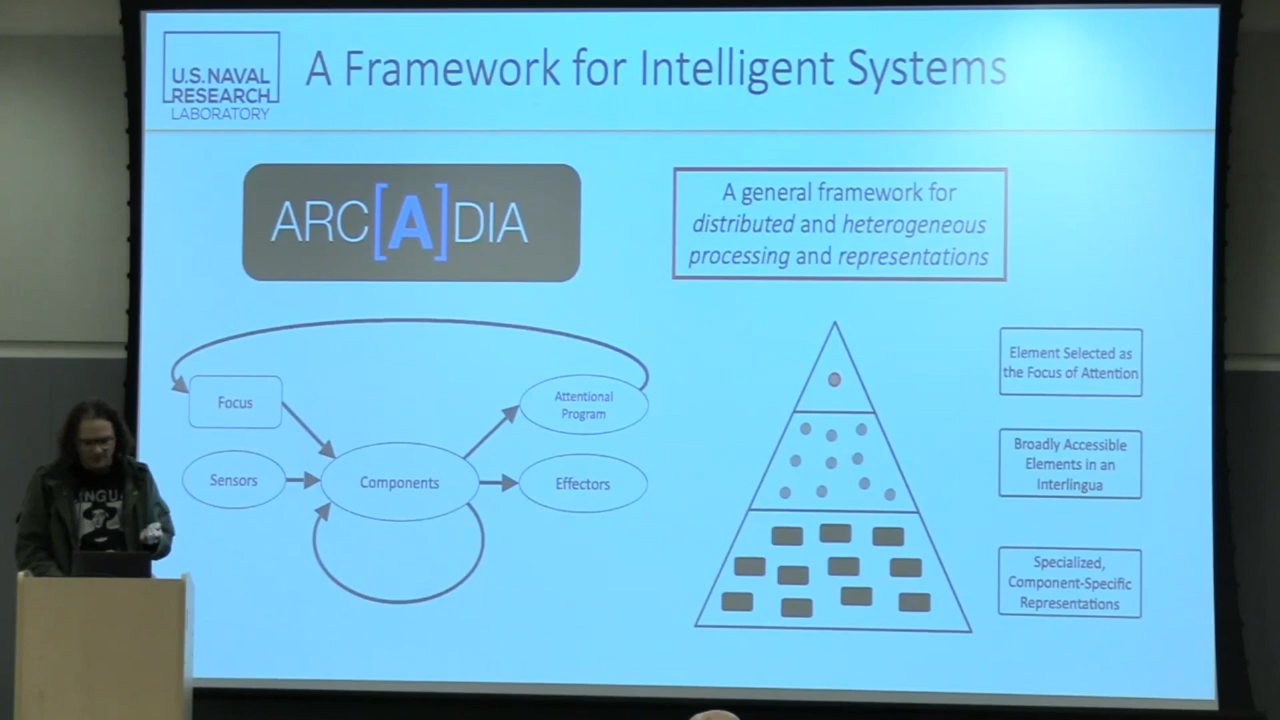 U.S. NAVAL
RESEARCH
LABORATORY
A Framework for Intelligent Systems
ARC[A]DIA
A general framework for
distributed and heterogeneous
processing and representations
Focus
Sensors
Components
Attentional
Program
Effectors
Element Selected as
the Focus of Attention
Broadly Accessible
Elements in an
Interlingua
Specialized,
Component-Specific
Representations